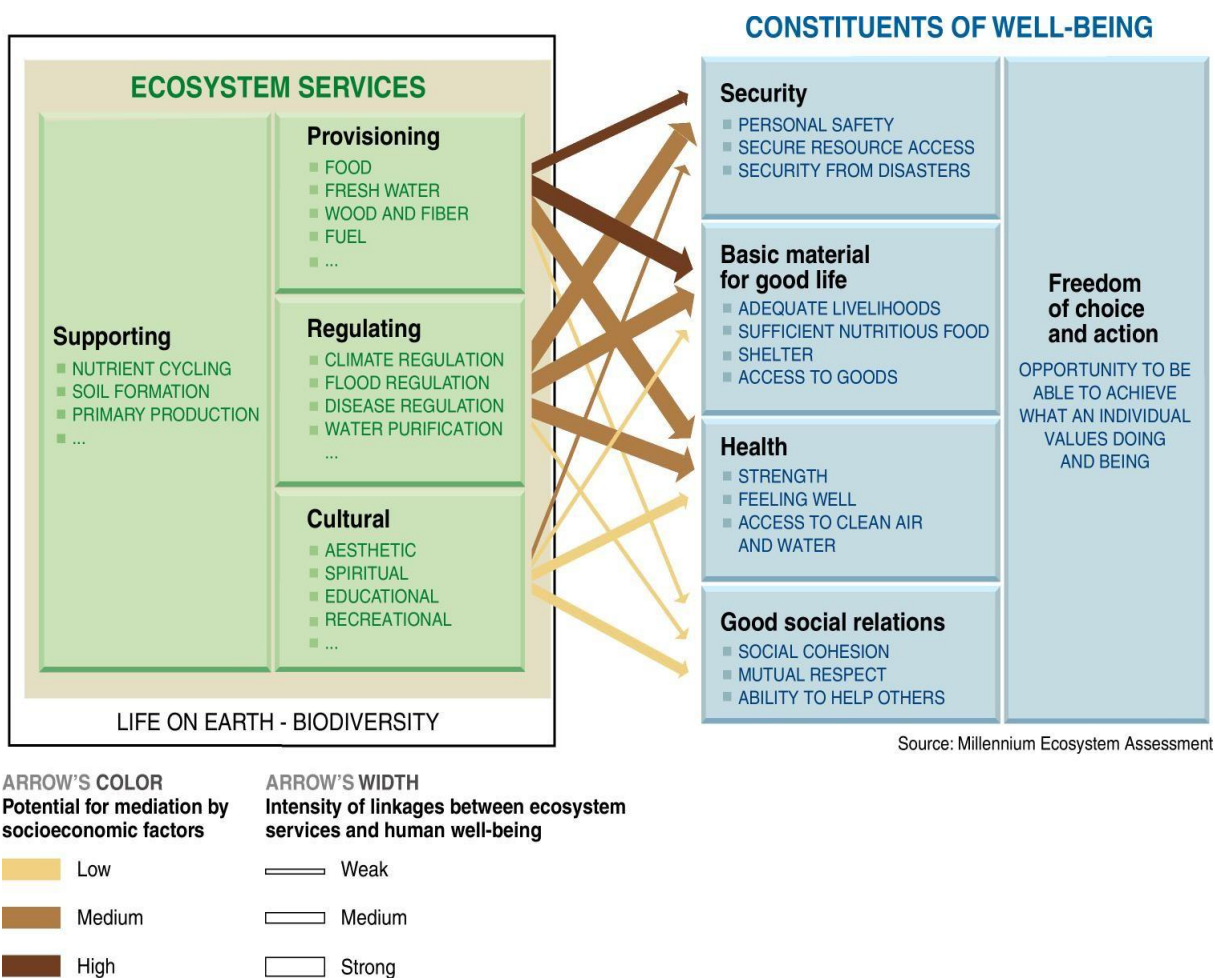 CONSTITUENTS OF WELL-BEING
ECOSYSTEM SERVICES
Supporting
NUTRIENT CYCLING
SOIL FORMATION
PRIMARY PRODUCTION
...
Provisioning
FOOD
FRESH WATER
WOOD AND FIBER
FUEL
...
Regulating
CLIMATE REGULATION
FLOOD REGULATION
DISEASE REGULATION
WATER PURIFICATION
...
Cultural
AESTHETIC
SPIRITUAL
EDUCATIONAL
RECREATIONAL
...
LIFE ON EARTH - BIODIVERSITY
Security
PERSONAL SAFETY
SECURE RESOURCE ACCESS
SECURITY FROM DISASTERS
Basic material
for good life
ADEQUATE LIVELIHOODS
SUFFICIENT NUTRITIOUS FOOD
SHELTER
ACCESS TO GOODS
Health
STRENGTH
FEELING WELL
ACCESS TO CLEAN AIR
AND WATER
Good social relations
SOCIAL COHESION
MUTUAL RESPECT
ABILITY TO HELP OTHERS
Freedom
of choice
and action
OPPORTUNITY TO BE
ABLE TO ACHIEVE
WHAT AN INDIVIDUAL
VALUES DOING
AND BEING
Source: Millennium Ecosystem Assessment
ARROW'S COLOR
Potential for mediation by
socioeconomic factors
Low
Medium
High
ARROW'S WIDTH
Intensity of linkages between ecosystem
services and human well-being
Weak
Medium
Strong